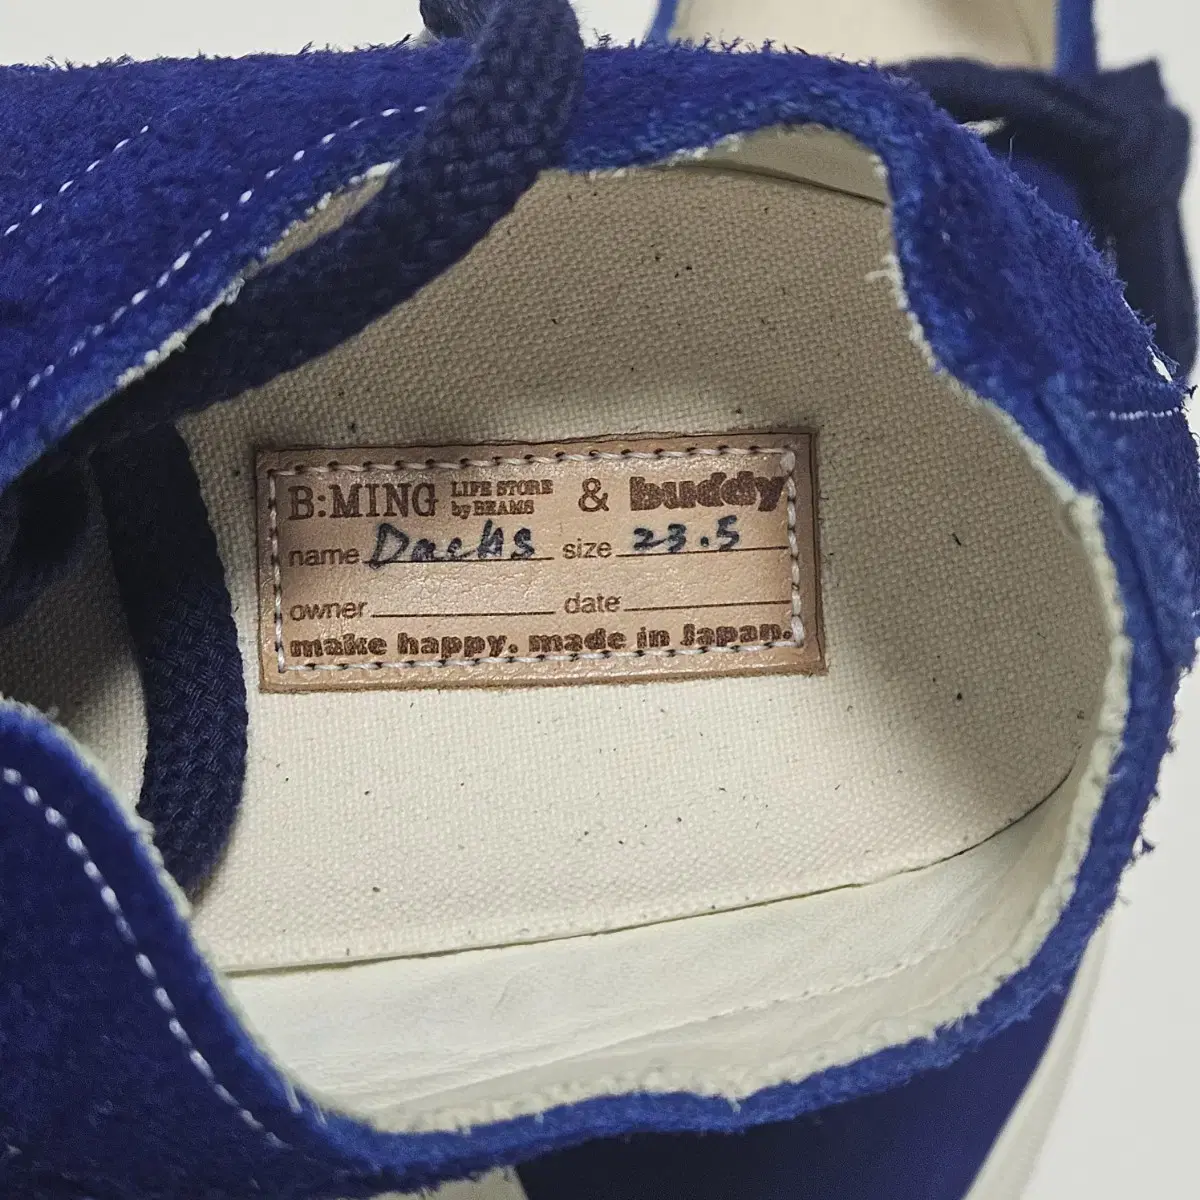 B:MING LIFE STORE by BEAMS & buddy
name Dachs size 23.5
owner date
make happy. made in Japan.